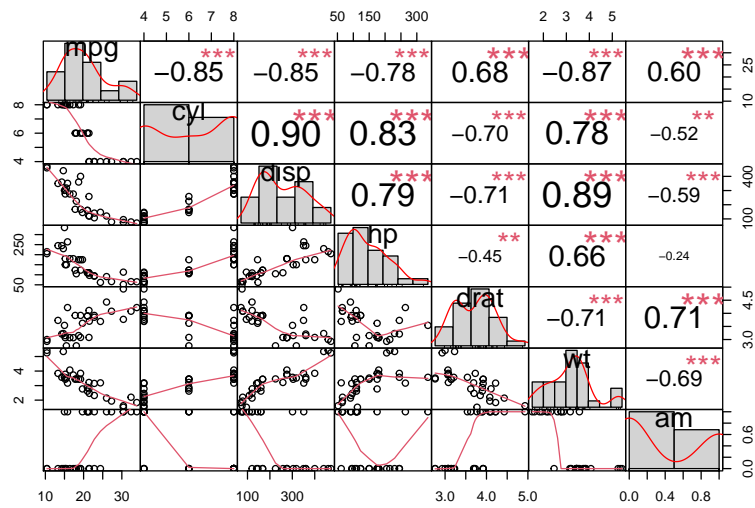 4 5 6 7 8 50 150 300 2 3 4 5
mpg *** −0.85 *** −0.85 *** −0.78 *** 0.68 *** −0.87 *** 0.60 *** 10 25
4 6 8 cyl 0.90 *** 0.83 *** −0.70 *** 0.78 *** −0.52 **
disp 0.79 *** −0.71 *** 0.89 *** −0.59 *** 100 400
50 250 hp −0.45 ** 0.66 *** −0.24
drat −0.71 *** 0.71 *** 3.0 4.5
2 4 wt −0.69 ***
am 0.0 0.6
10 20 30 100 300 3.0 4.0 5.0 0.0 0.4 0.8